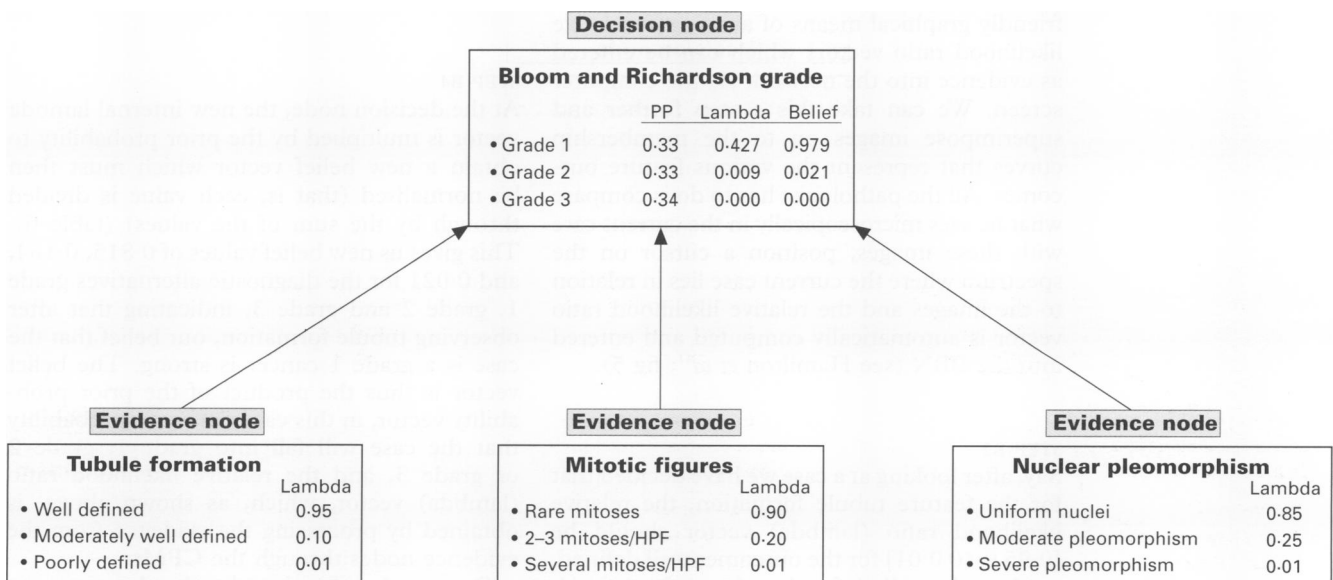 Decision node
Bloom and Richardson grade
PP Lambda Belief
• Grade 1 0·33 0·427 0·979
• Grade 2 0·33 0·009 0·021
• Grade 3 0·34 0·000 0·000
Evidence node
Tubule formation
Lambda
• Well defined 0·95
• Moderately well defined 0·10
• Poorly defined 0·01
Evidence node
Mitotic figures
Lambda
• Rare mitoses 0·90
• 2–3 mitoses/HPF 0·20
• Several mitoses/HPF 0·01
Evidence node
Nuclear pleomorphism
Lambda
• Uniform nuclei 0·85
• Moderate pleomorphism 0·25
• Severe pleomorphism 0·01